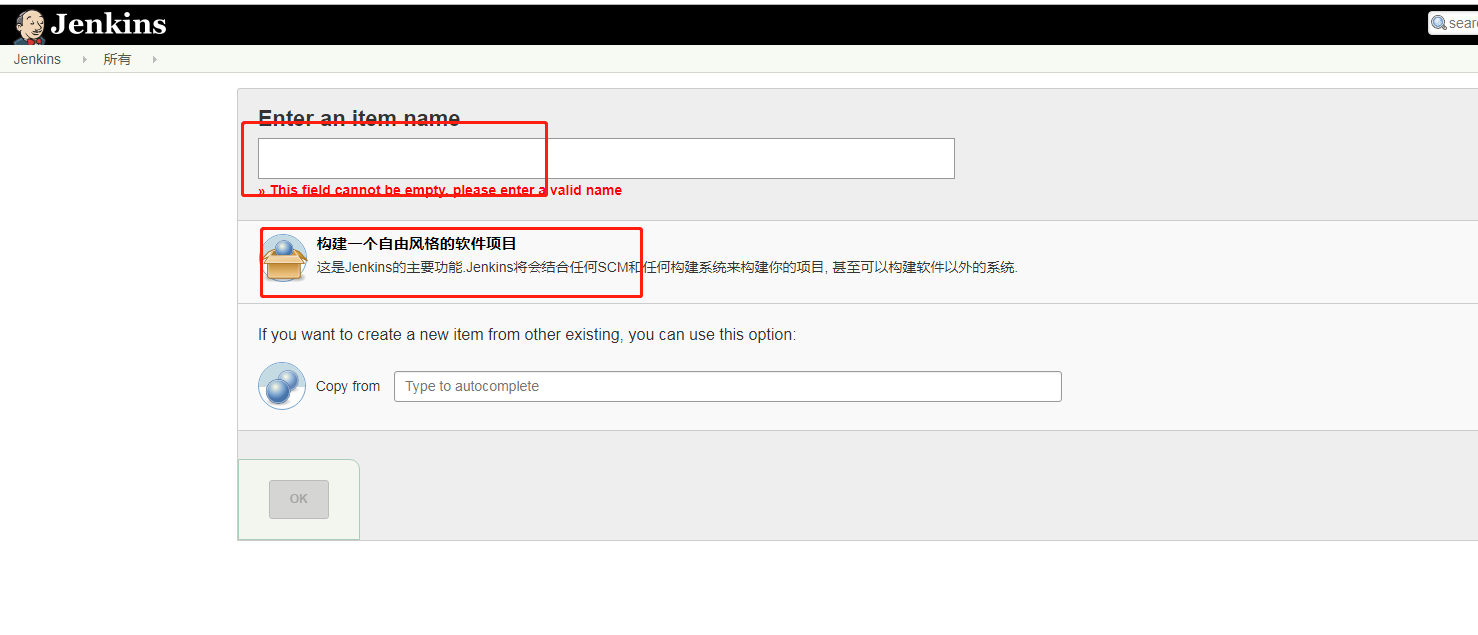 Jenkins
sear
Jenkins 所有
Enter an item name
» This field cannot be empty, please enter a valid name
构建一个自由风格的软件项目
这是Jenkins的主要功能.Jenkins将会结合任何SCM和任何构建系统来构建你的项目, 甚至可以构建软件以外的系统.
If you want to create a new item from other existing, you can use this option:
Copy from Type to autocomplete
OK